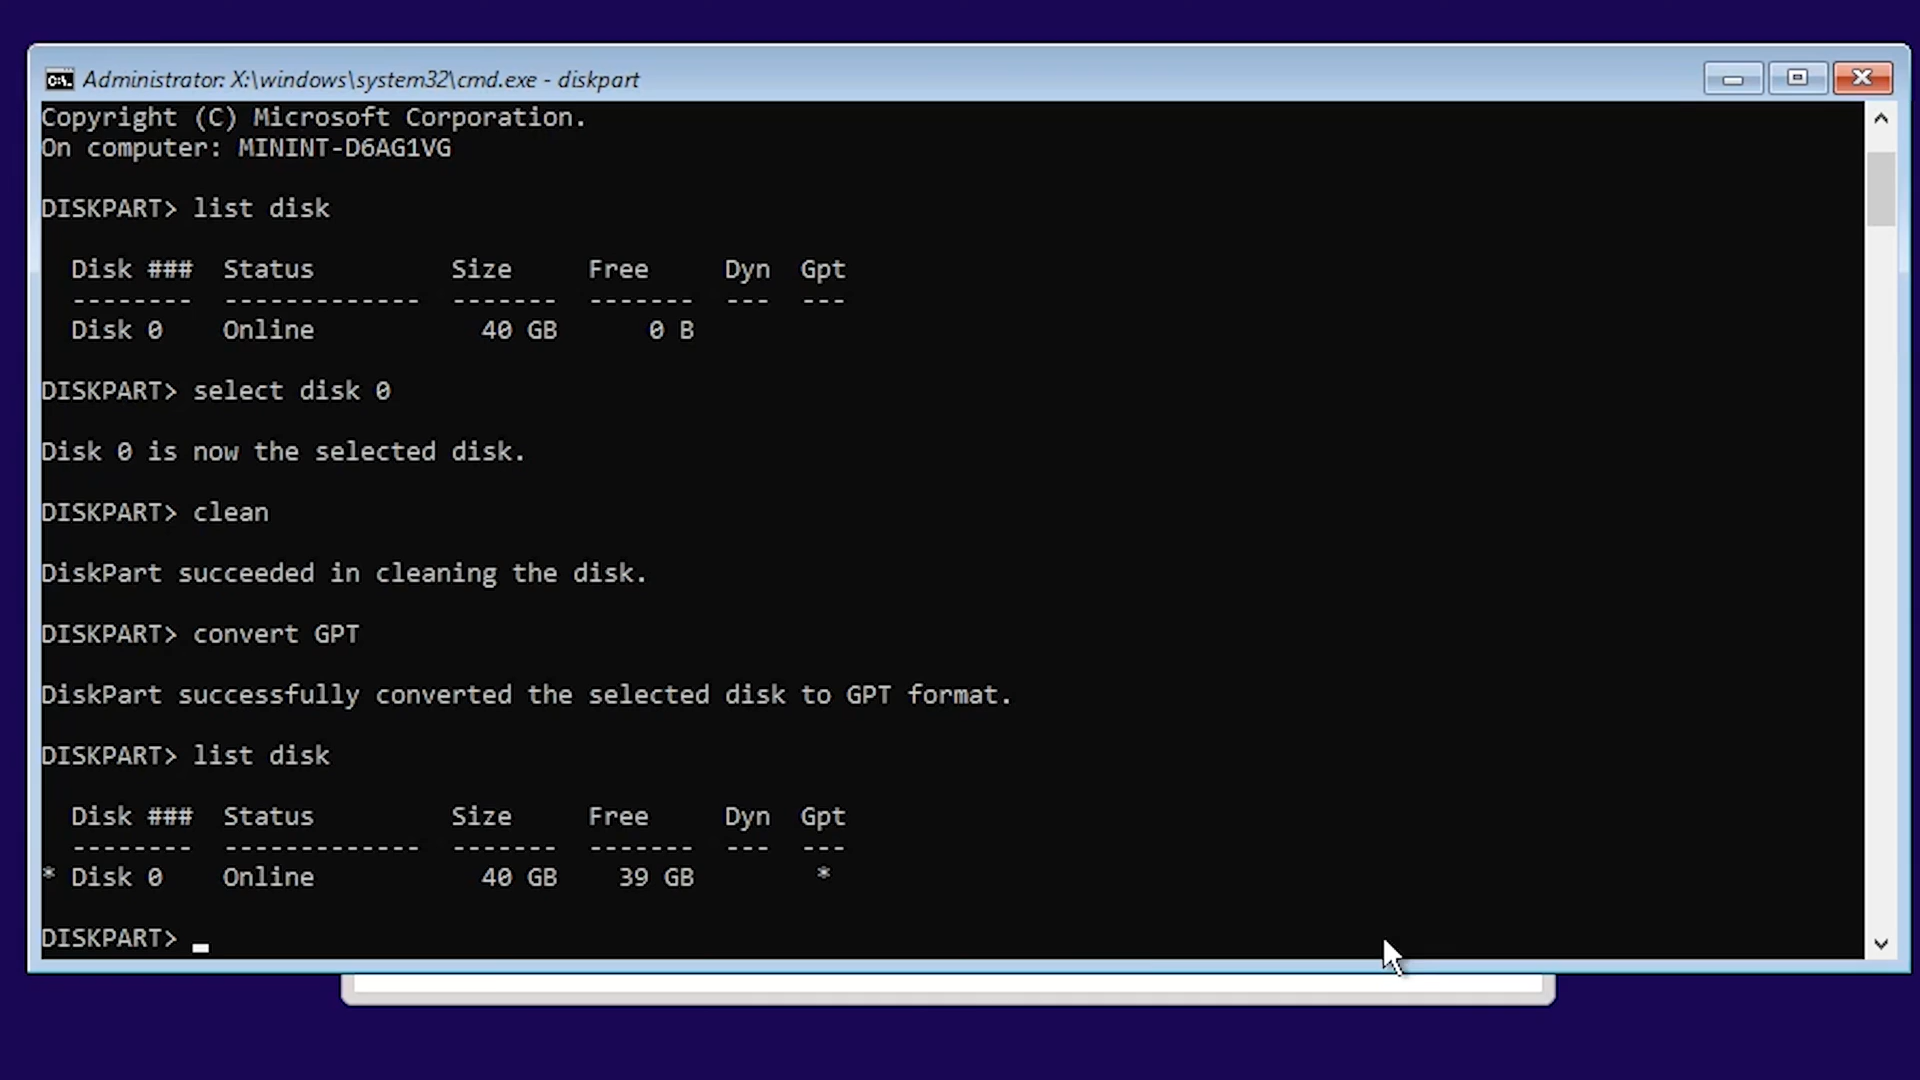 Administrator: X:\windows\system32\cmd.exe - diskpart
Copyright (C) Microsoft Corporation.
On computer: MININT-D6AG1VG
DISKPART> list disk
Disk ###  Status         Size     Free     Dyn  Gpt
--------  -------------  -------  -------  ---  ---
Disk 0    Online           40 GB      0 B
DISKPART> select disk 0
Disk 0 is now the selected disk.
DISKPART> clean
DiskPart succeeded in cleaning the disk.
DISKPART> convert GPT
DiskPart successfully converted the selected disk to GPT format.
DISKPART> list disk
Disk ###  Status         Size     Free     Dyn  Gpt
--------  -------------  -------  -------  ---  ---
* Disk 0    Online           40 GB    39 GB        *
DISKPART>